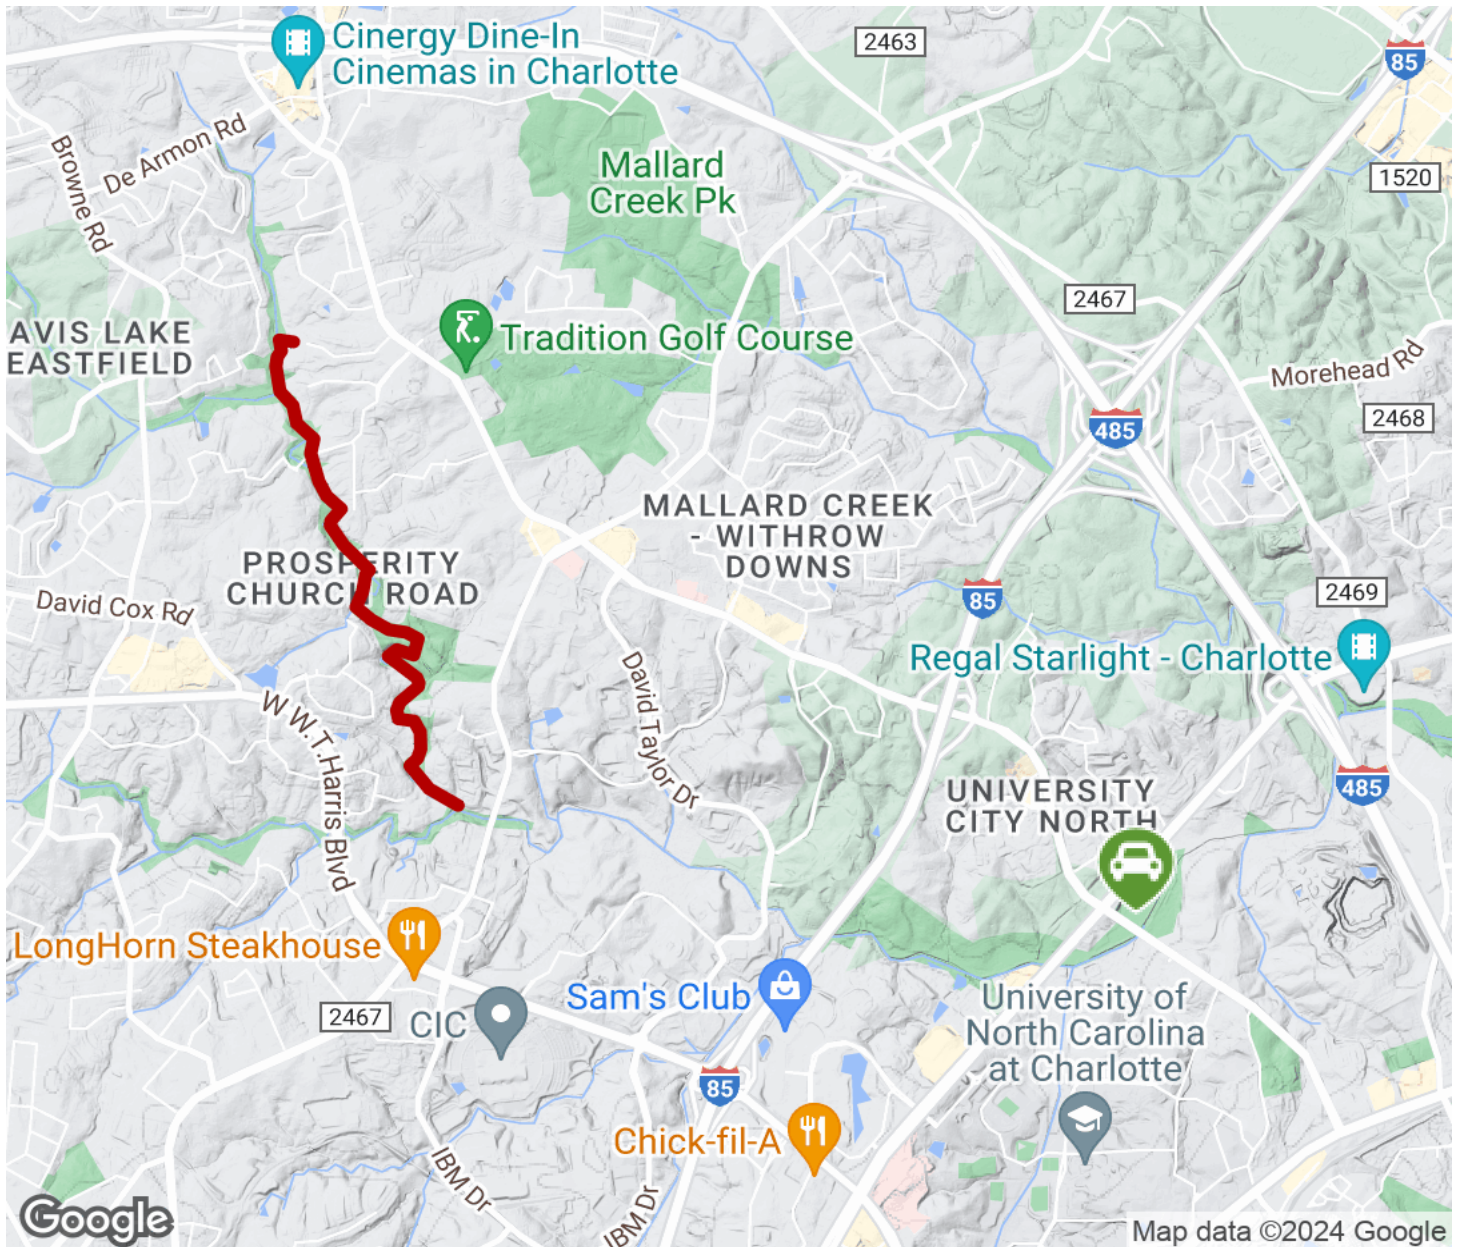 Cinergy Dine-In
Cinemas in Charlotte
2463
85
De Armon Rd
Browne Rd
Mallard
Creek Pk
1520
2467
AVIS LAKE
EASTFIELD
Tradition Golf Course
Morehead Rd
2468
485
MALLARD CREEK
- WITHROW
DOWNS
PROSPERITY
CHURCH ROAD
David Cox Rd
85
2469
Regal Starlight - Charlotte
W W.T. Harris Blvd
David Taylor Dr
485
UNIVERSITY
CITY NORTH
LongHorn Steakhouse
Sam's Club
University of
North Carolina
at Charlotte
2467
CIC
85
Chick-fil-A
IBM Dr
IBM Dr
Google
Map data ©2024 Google